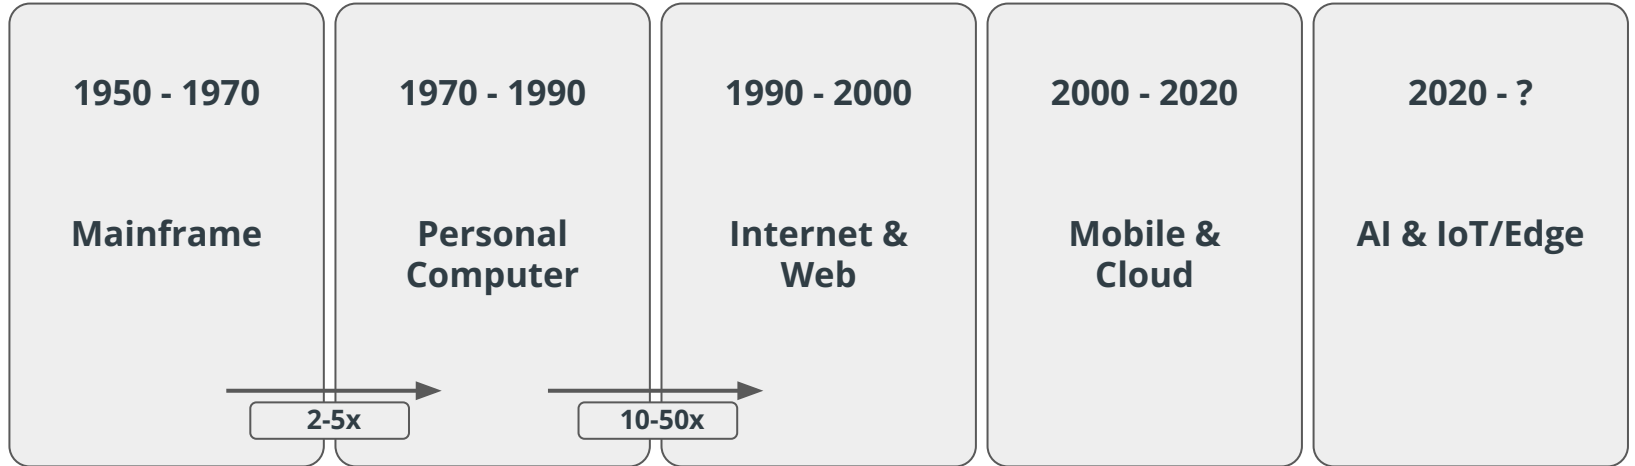 1950 - 1970
Mainframe
1970 - 1990
Personal
Computer
1990 - 2000
Internet &
Web
2000 - 2020
Mobile &
Cloud
2020 - ?
AI & IoT/Edge
2-5x
10-50x